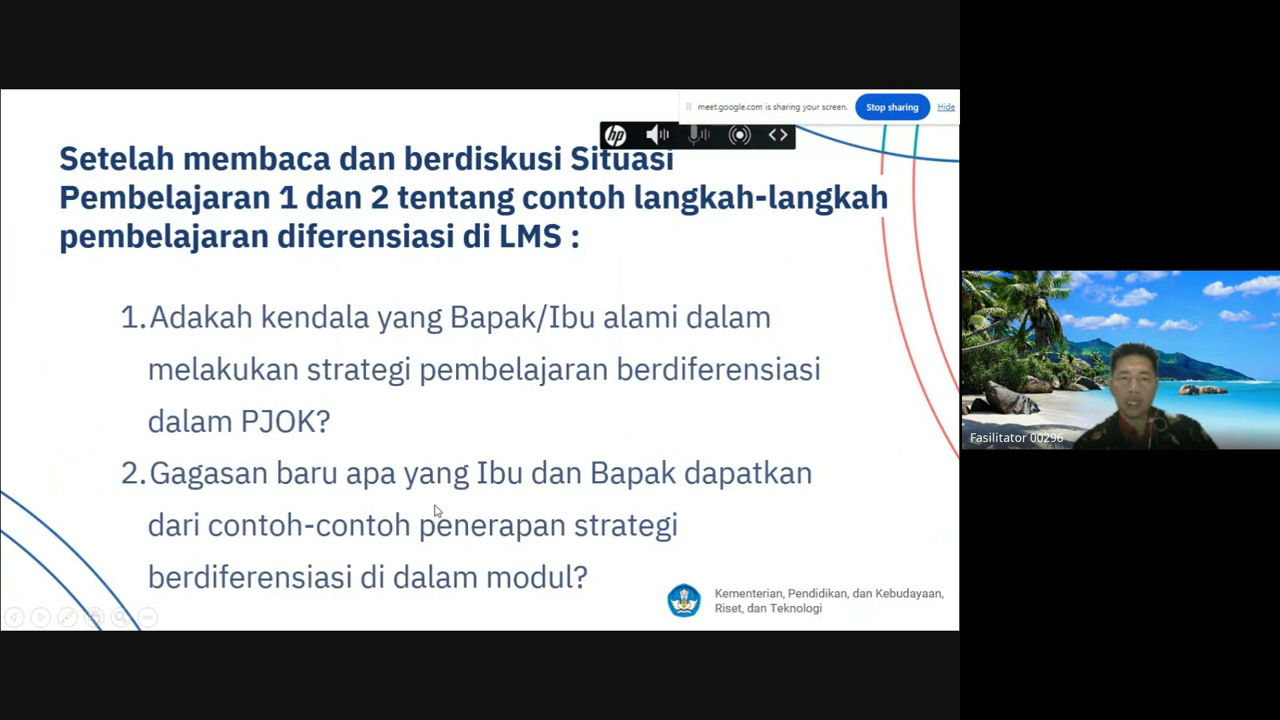 meet.google.com is sharing your screen.
Stop sharing
Hide
hp
Setelah membaca dan berdiskusi Situasi
Pembelajaran 1 dan 2 tentang contoh langkah-langkah
pembelajaran diferensiasi di LMS :
1. Adakah kendala yang Bapak/Ibu alami dalam
melakukan strategi pembelajaran berdiferensiasi
dalam PJOK?
2. Gagasan baru apa yang Ibu dan Bapak dapatkan
dari contoh-contoh penerapan strategi
berdiferensiasi di dalam modul?
Kementerian, Pendidikan, dan Kebudayaan,
Riset, dan Teknologi
Fasilitator 00296